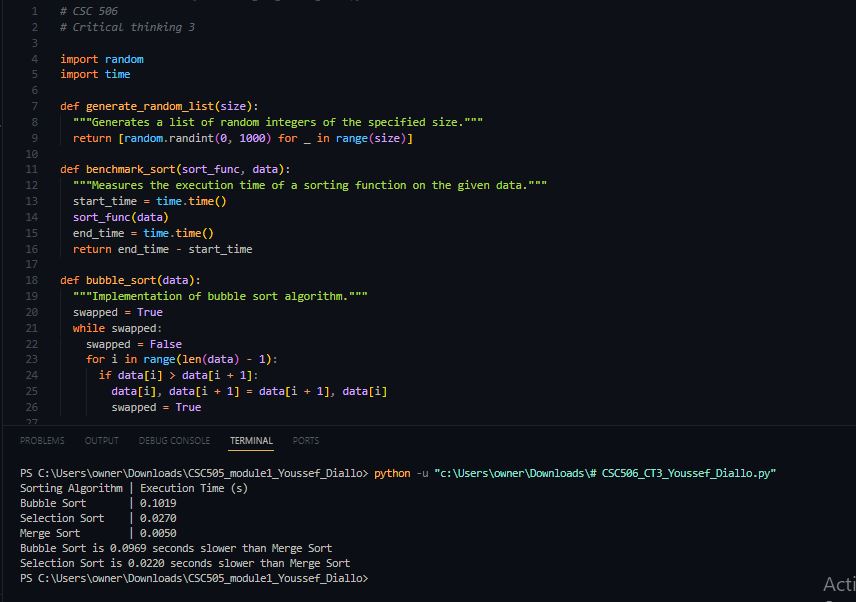 1 # CSC 506
2 # Critical thinking 3
3
4 import random
5 import time
6
7 def generate_random_list(size):
8   """Generates a list of random integers of the specified size."""
9   return [random.randint(0, 1000) for _ in range(size)]
10
11 def benchmark_sort(sort_func, data):
12   """Measures the execution time of a sorting function on the given data."""
13   start_time = time.time()
14   sort_func(data)
15   end_time = time.time()
16   return end_time - start_time
17
18 def bubble_sort(data):
19   """Implementation of bubble sort algorithm."""
20   swapped = True
21   while swapped:
22     swapped = False
23     for i in range(len(data) - 1):
24       if data[i] > data[i + 1]:
25         data[i], data[i + 1] = data[i + 1], data[i]
26         swapped = True
27
PROBLEMS OUTPUT DEBUG CONSOLE TERMINAL PORTS
PS C:\Users\owner\Downloads\CSC505_module1_Youssef_Diallo> python -u "c:\Users\owner\Downloads\# CSC506_CT3_Youssef_Diallo.py"
Sorting Algorithm | Execution Time (s)
Bubble Sort       | 0.1019
Selection Sort    | 0.0270
Merge Sort        | 0.0050
Bubble Sort is 0.0969 seconds slower than Merge Sort
Selection Sort is 0.0220 seconds slower than Merge Sort
PS C:\Users\owner\Downloads\CSC505_module1_Youssef_Diallo>
Acti